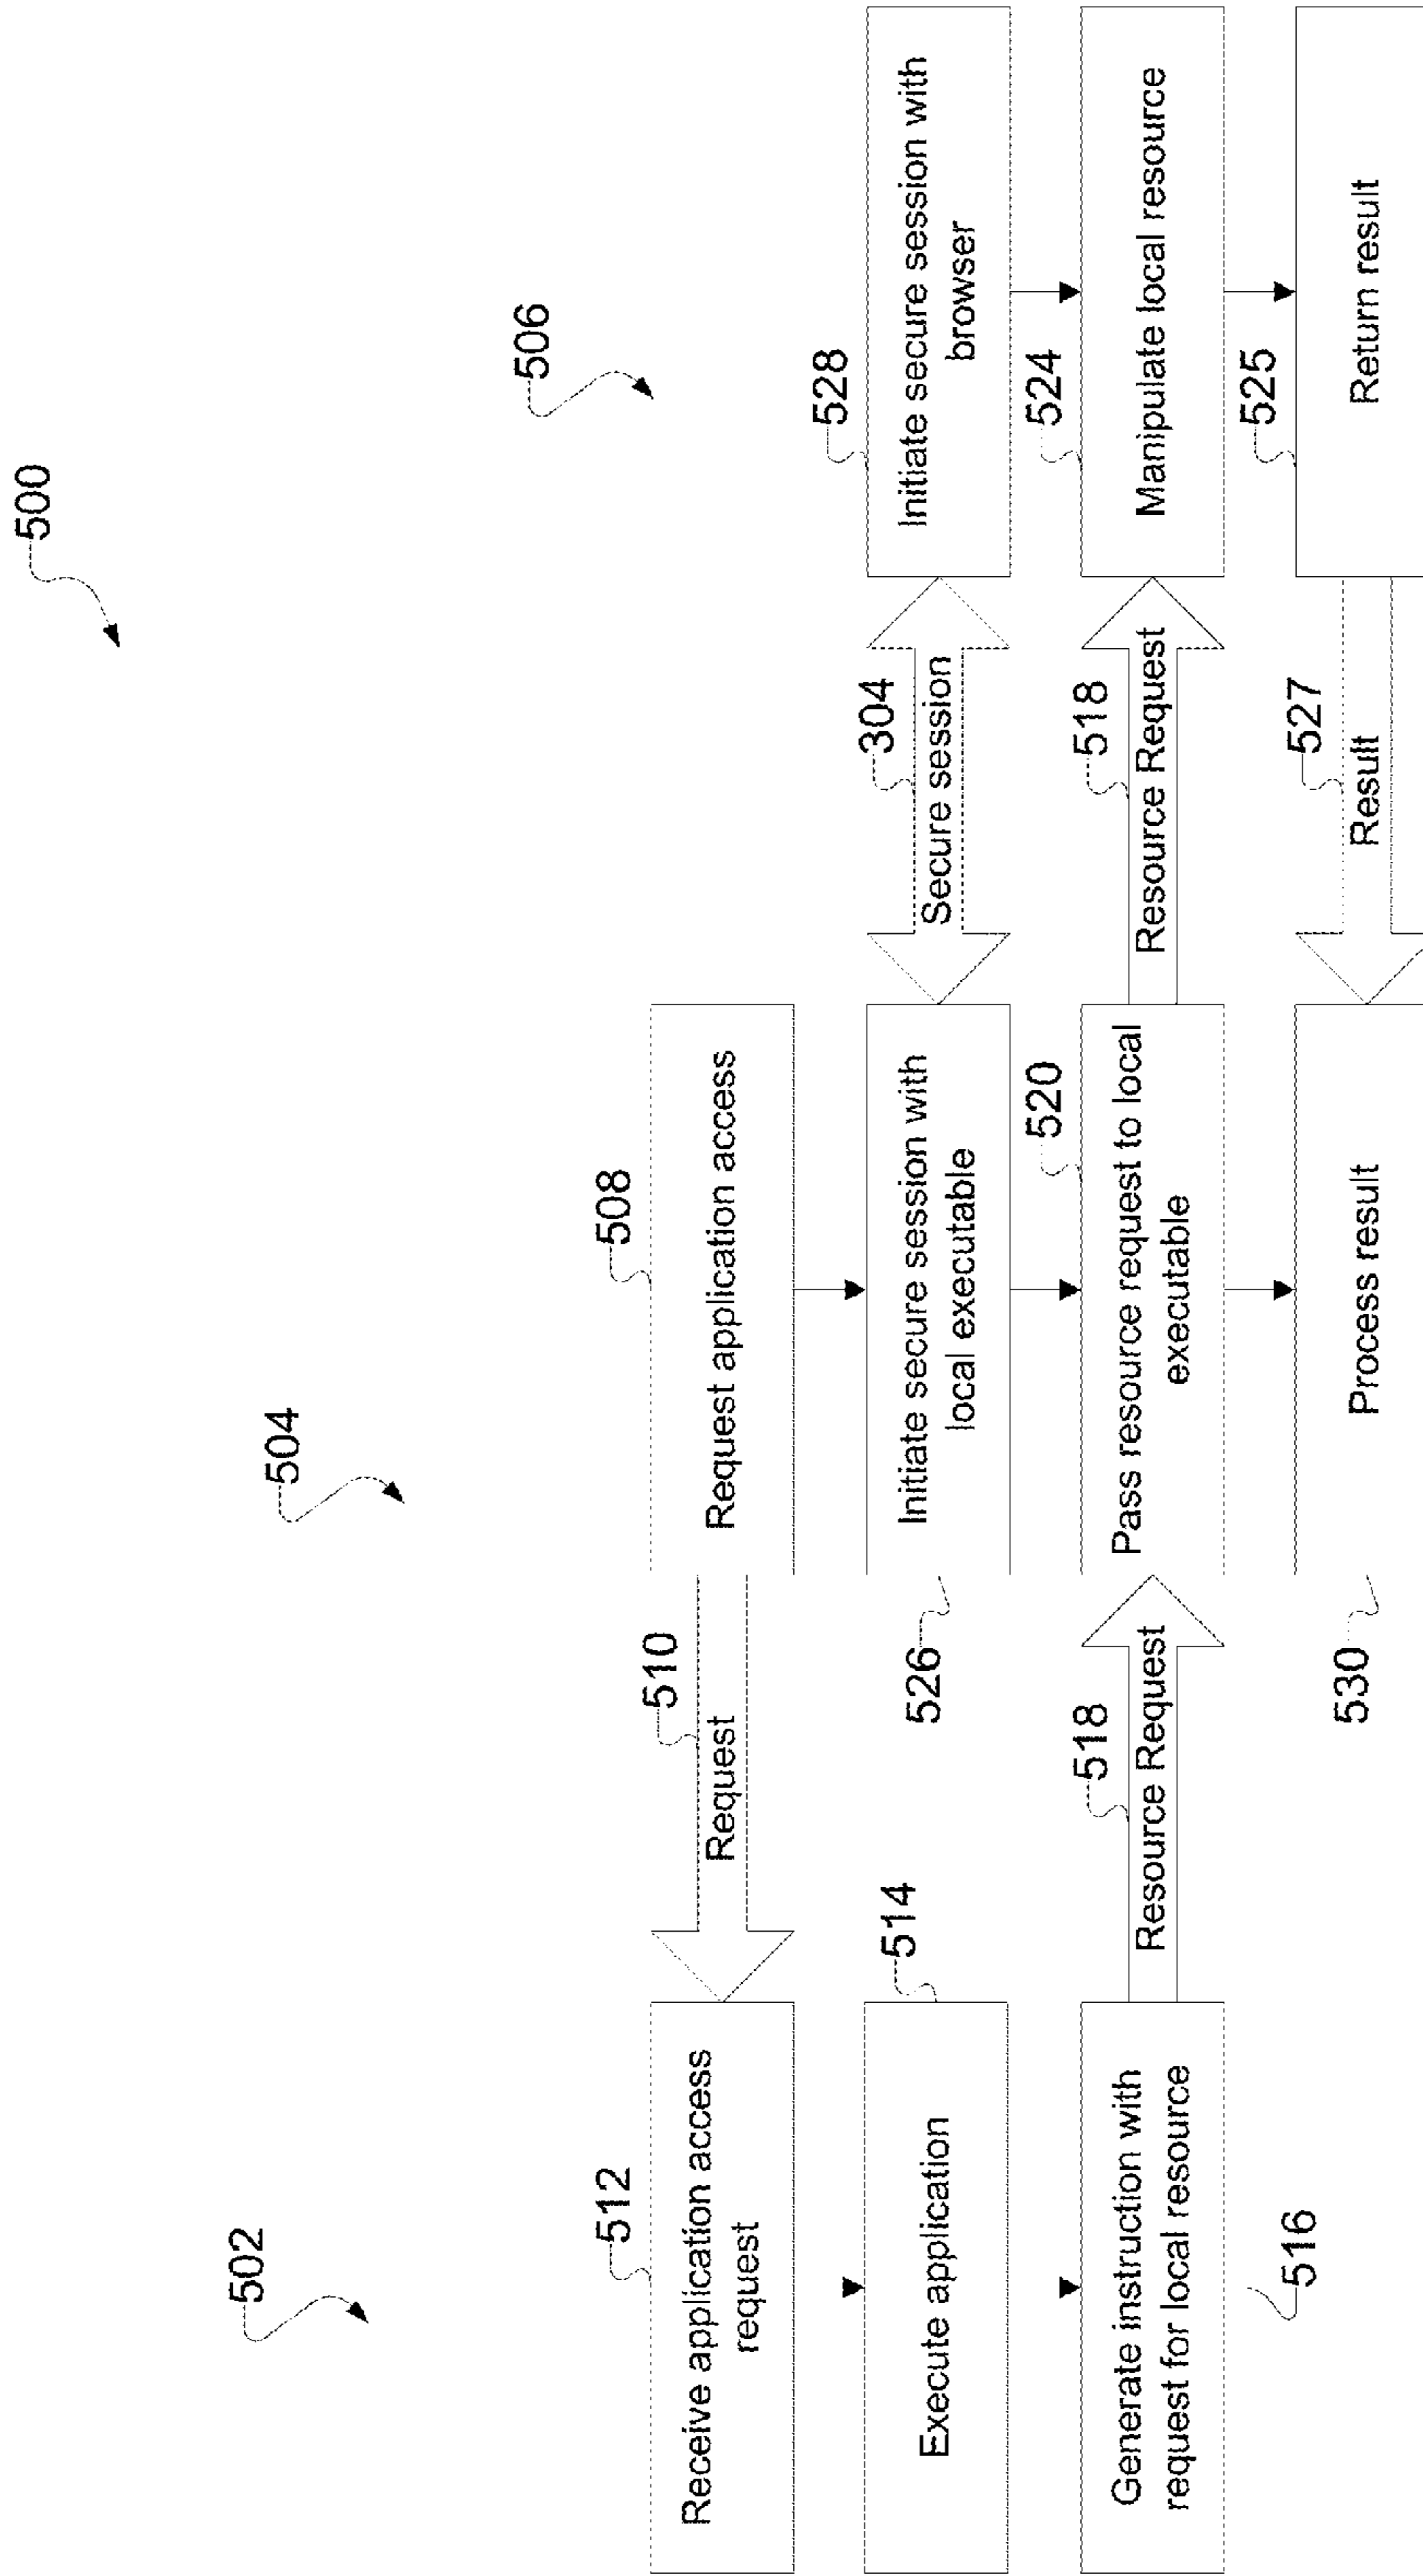 500
502
504
506
512
Receive application access
request
510
Request
508
Request application access
514
Execute application
526
Initiate secure session with
local executable
304
Secure session
528
Initiate secure session with
browser
516
Generate instruction with
request for local resource
518
Resource Request
520
Pass resource request to local
executable
518
Resource Request
524
Manipulate local resource
530
Process result
527
Result
525
Return result